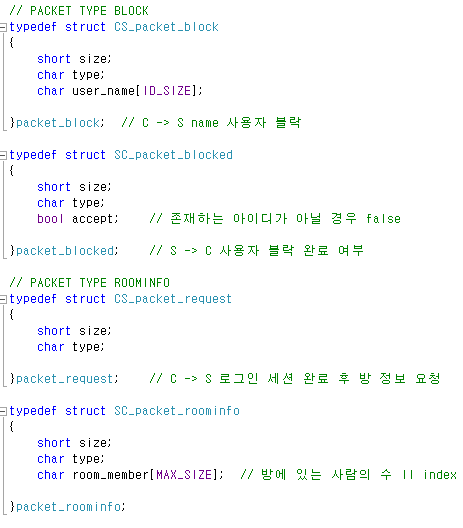 // PACKET TYPE BLOCK
typedef struct CS_packet_block
{
short size;
char type;
char user_name[ID_SIZE];
}packet_block; // C -> S name 사용자 블락
typedef struct SC_packet_blocked
{
short size;
char type;
bool accept; // 존재하는 아이디가 아닐 경우 false
}packet_blocked; // S -> C 사용자 블락 완료 여부
// PACKET TYPE ROOMINFO
typedef struct CS_packet_request
{
short size;
char type;
}packet_request; // C -> S 로그인 세션 완료 후 방 정보 요청
typedef struct SC_packet_roominfo
{
short size;
char type;
char room_member[MAX_SIZE]; // 방에 있는 사람의 수 || index
}packet_roominfo;